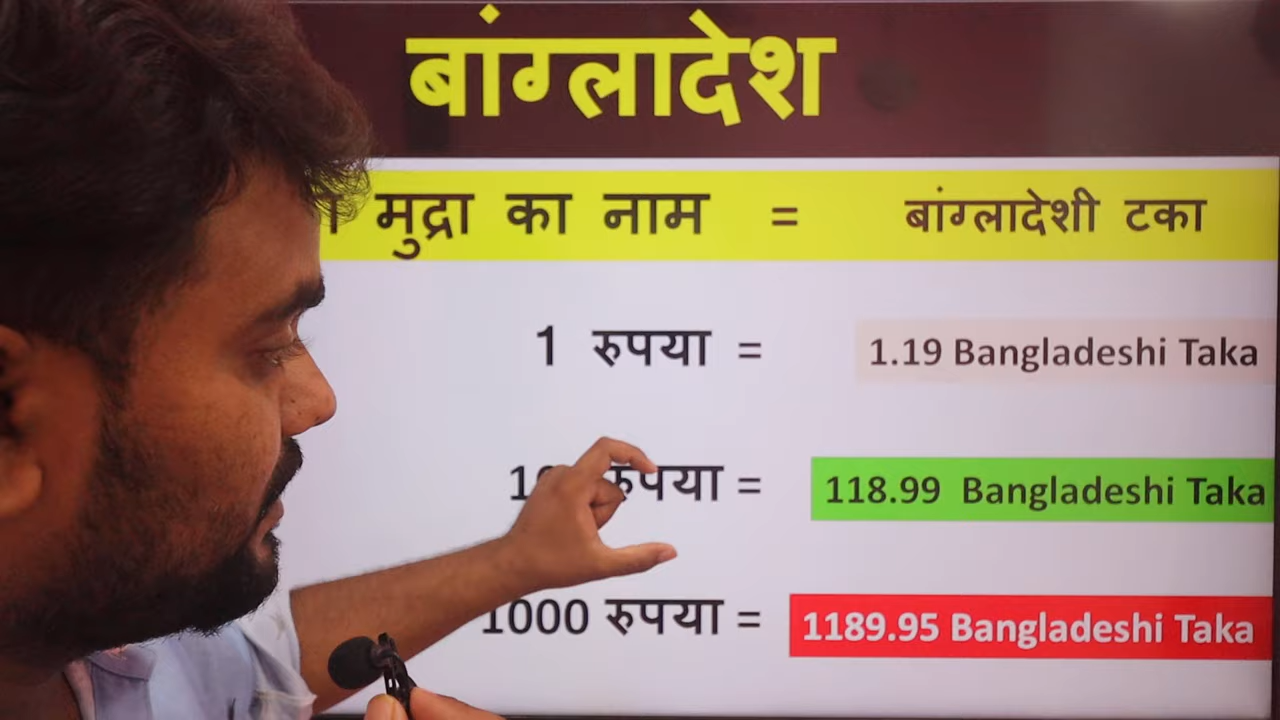 बांग्लादेश
मुद्रा का नाम = बांग्लादेशी टका
1 रुपया = 1.19 Bangladeshi Taka
रुपया = 118.99 Bangladeshi Taka
1000 रुपया = 1189.95 Bangladeshi Taka